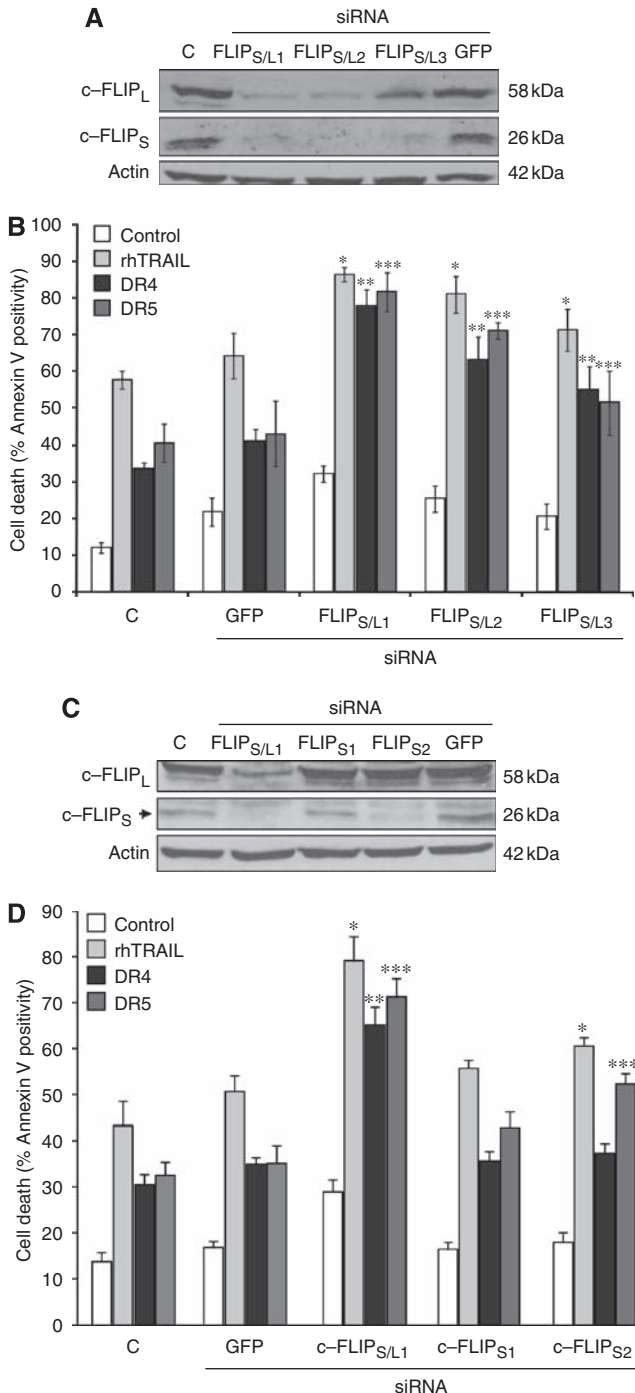 A
siRNA
C FLIPS/L1 FLIPS/L2 FLIPS/L3 GFP
c–FLIPL 58 kDa
c–FLIPS 26 kDa
Actin 42 kDa
B
Cell death (% Annexin V positivity)
100
90
80
70
60
50
40
30
20
10
0
Control
rhTRAIL
DR4
DR5
* ** *** * ** *** * ** ***
C GFP FLIPS/L1 FLIPS/L2 FLIPS/L3
siRNA
C
siRNA
C FLIPS/L1 FLIPS1 FLIPS2 GFP
c–FLIPL 58 kDa
c–FLIPS 26 kDa
Actin 42 kDa
D
Cell death (% Annexin V positivity)
90
80
70
60
50
40
30
20
10
0
Control
rhTRAIL
DR4
DR5
* ** *** * ***
C GFP c–FLIPS/L1 c–FLIPS1 c–FLIPS2
siRNA